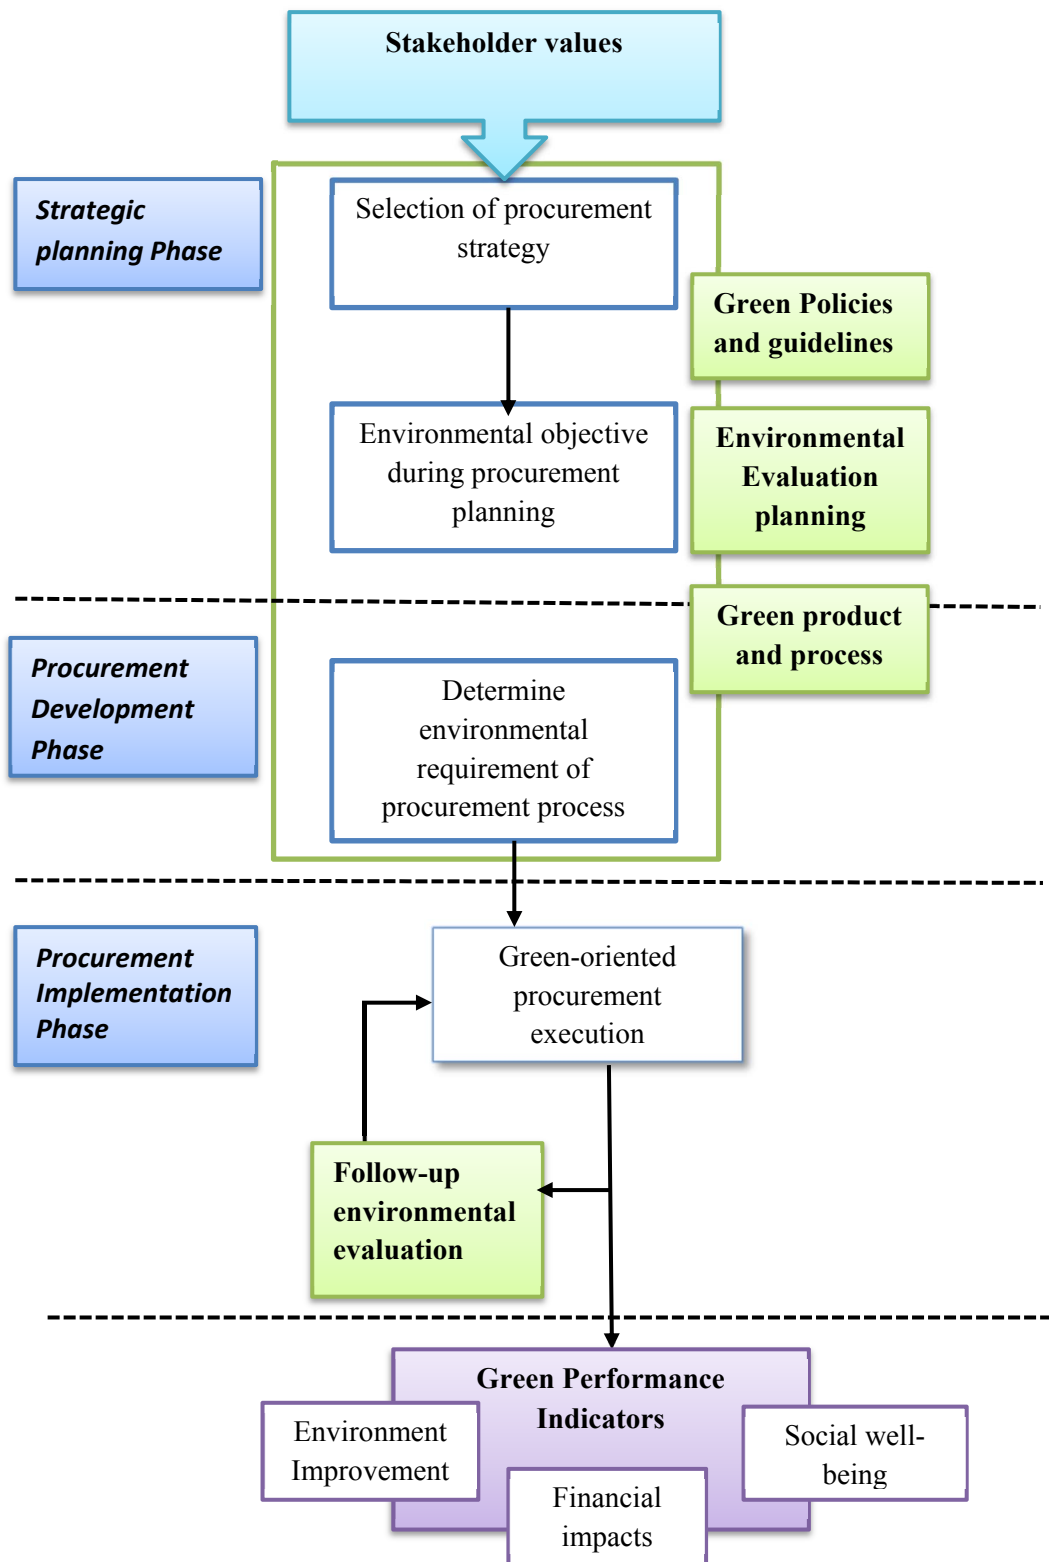 Stakeholder values
Strategic
planning Phase
Selection of procurement
strategy
Green Policies
and guidelines
Environmental objective
during procurement
planning
Environmental
Evaluation
planning
Green product
and process
Procurement
Development
Phase
Determine
environmental
requirement of
procurement process
Procurement
Implementation
Phase
Green-oriented
procurement
execution
Follow-up
environmental
evaluation
Green Performance
Indicators
Environment
Improvement
Social well-
being
Financial
impacts